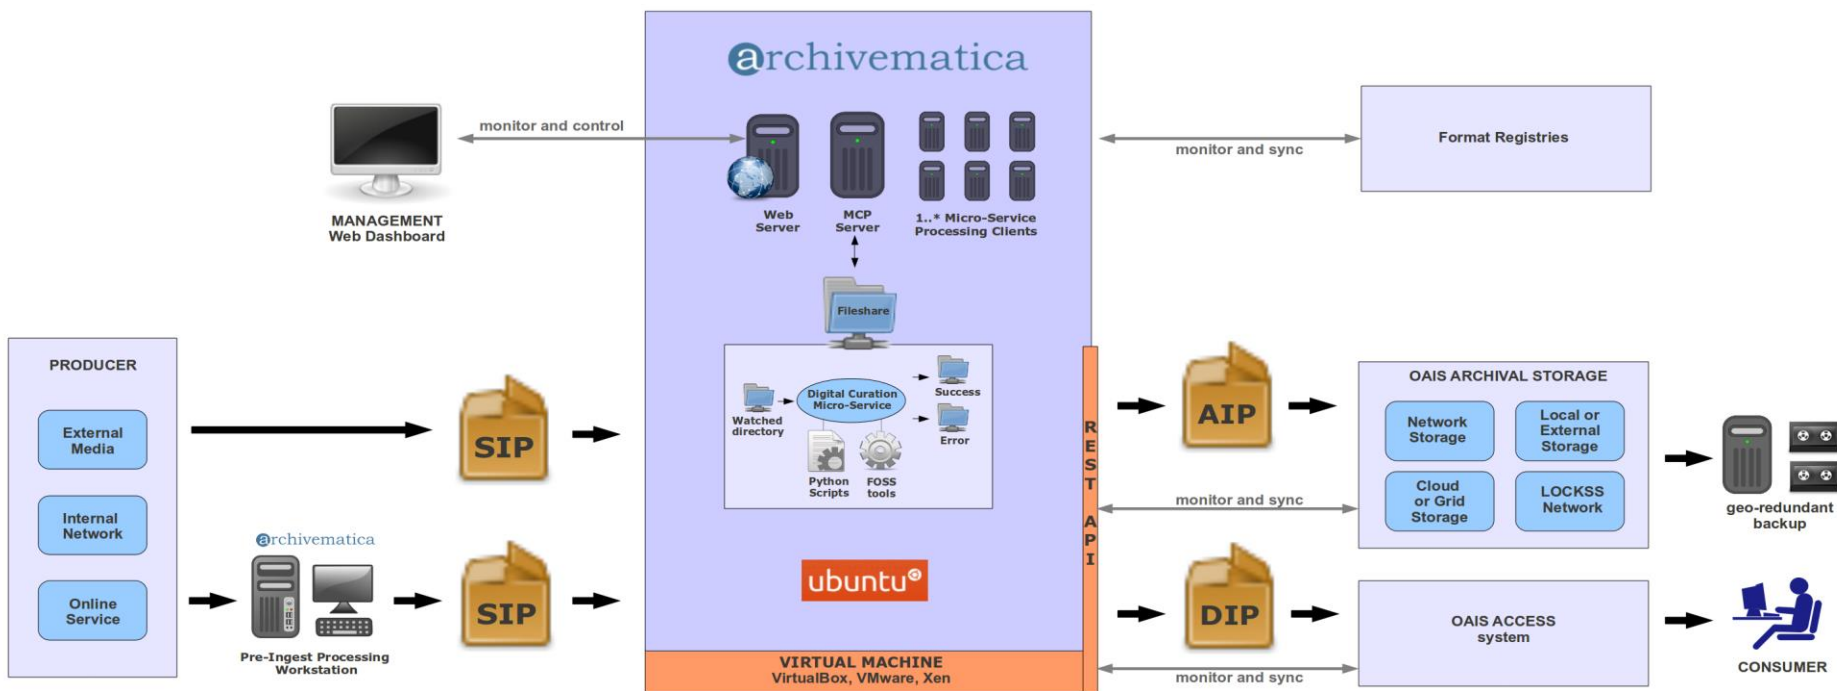 archivematica
monitor and control
MANAGEMENT
Web Dashboard
Web
Server
MCP
Server
1..* Micro-Service
Processing Clients
monitor and sync
Format Registries
Fileshare
Watched
directory
Digital Curation
Micro-Service
Success
Error
Python
Scripts
FOSS
tools
ubuntu
VIRTUAL MACHINE
VirtualBox, VMware, Xen
REST API
PRODUCER
External
Media
Internal
Network
Online
Service
archivematica
Pre-Ingest Processing
Workstation
SIP
SIP
AIP
OAIS ARCHIVAL STORAGE
Network
Storage
Local or
External
Storage
Cloud
or Grid
Storage
LOCKSS
Network
geo-redundant
backup
monitor and sync
DIP
OAIS ACCESS
system
CONSUMER
monitor and sync